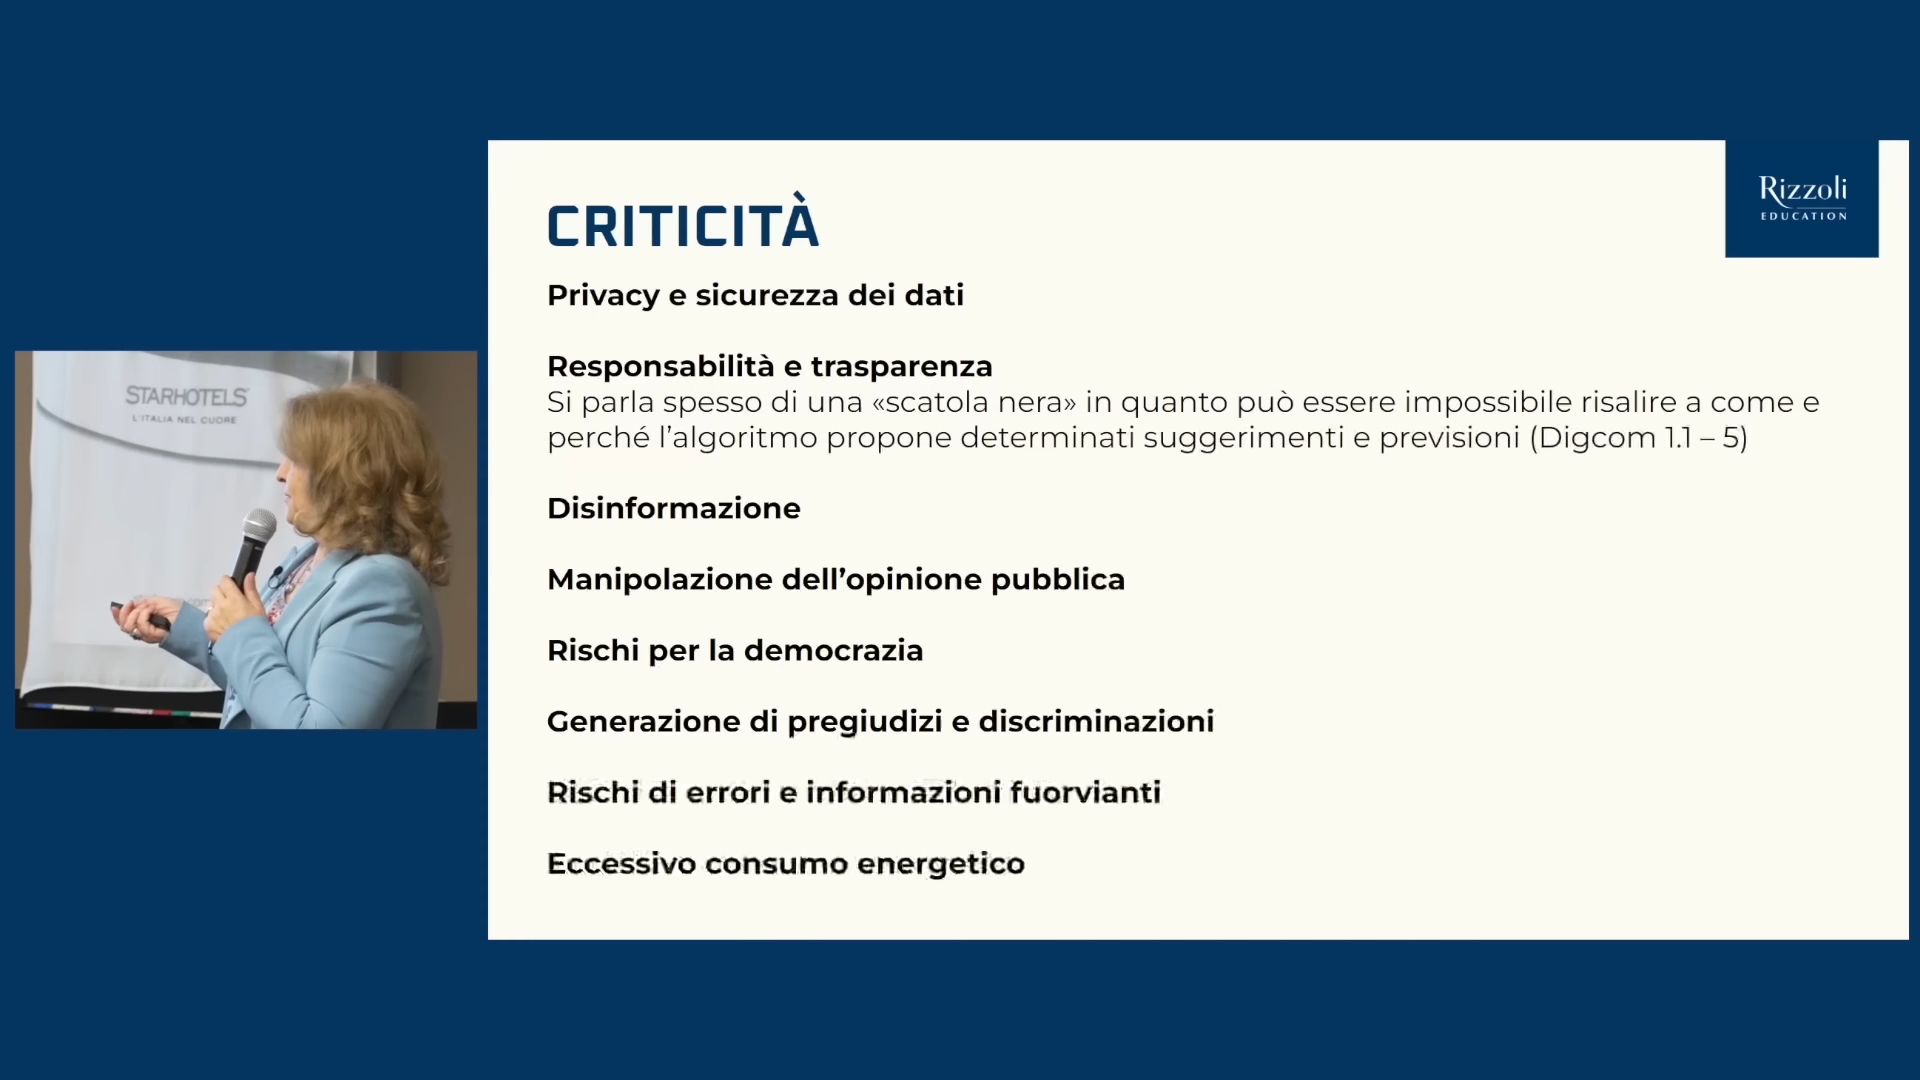 STARHOTELS
L'ITALIA NEL CUORE
Rizzoli
EDUCATION
CRITICITÀ
Privacy e sicurezza dei dati
Responsabilità e trasparenza
Si parla spesso di una «scatola nera» in quanto può essere impossibile risalire a come e
perché l’algoritmo propone determinati suggerimenti e previsioni (Digcom 1.1 – 5)
Disinformazione
Manipolazione dell’opinione pubblica
Rischi per la democrazia
Generazione di pregiudizi e discriminazioni
Rischi di errori e informazioni fuorvianti
Eccessivo consumo energetico